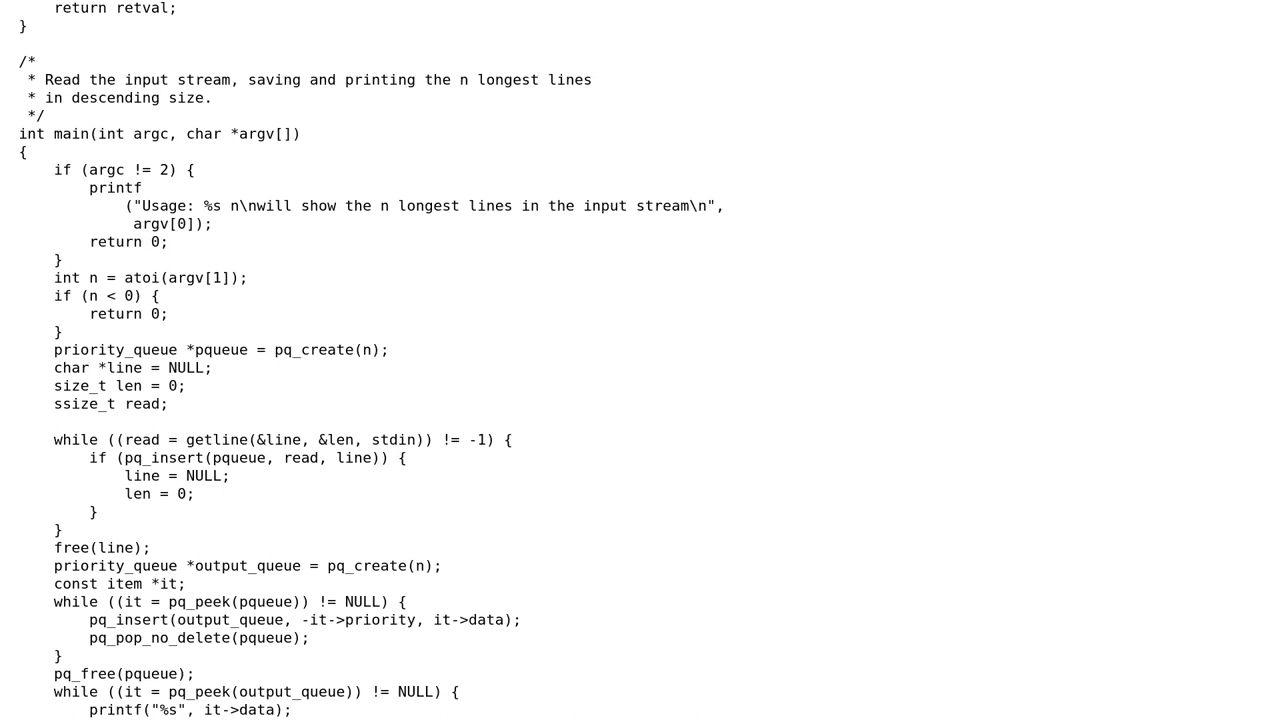 return retval;
}

/*
 * Read the input stream, saving and printing the n longest lines
 * in descending size.
 */
int main(int argc, char *argv[])
{
    if (argc != 2) {
        printf
            ("Usage: %s n\nwill show the n longest lines in the input stream\n",
             argv[0]);
        return 0;
    }
    int n = atoi(argv[1]);
    if (n < 0) {
        return 0;
    }
    priority_queue *pqueue = pq_create(n);
    char *line = NULL;
    size_t len = 0;
    ssize_t read;

    while ((read = getline(&line, &len, stdin)) != -1) {
        if (pq_insert(pqueue, read, line)) {
            line = NULL;
            len = 0;
        }
    }
    free(line);
    priority_queue *output_queue = pq_create(n);
    const item *it;
    while ((it = pq_peek(pqueue)) != NULL) {
        pq_insert(output_queue, -it->priority, it->data);
        pq_pop_no_delete(pqueue);
    }
    pq_free(pqueue);
    while ((it = pq_peek(output_queue)) != NULL) {
        printf("%s", it->data);